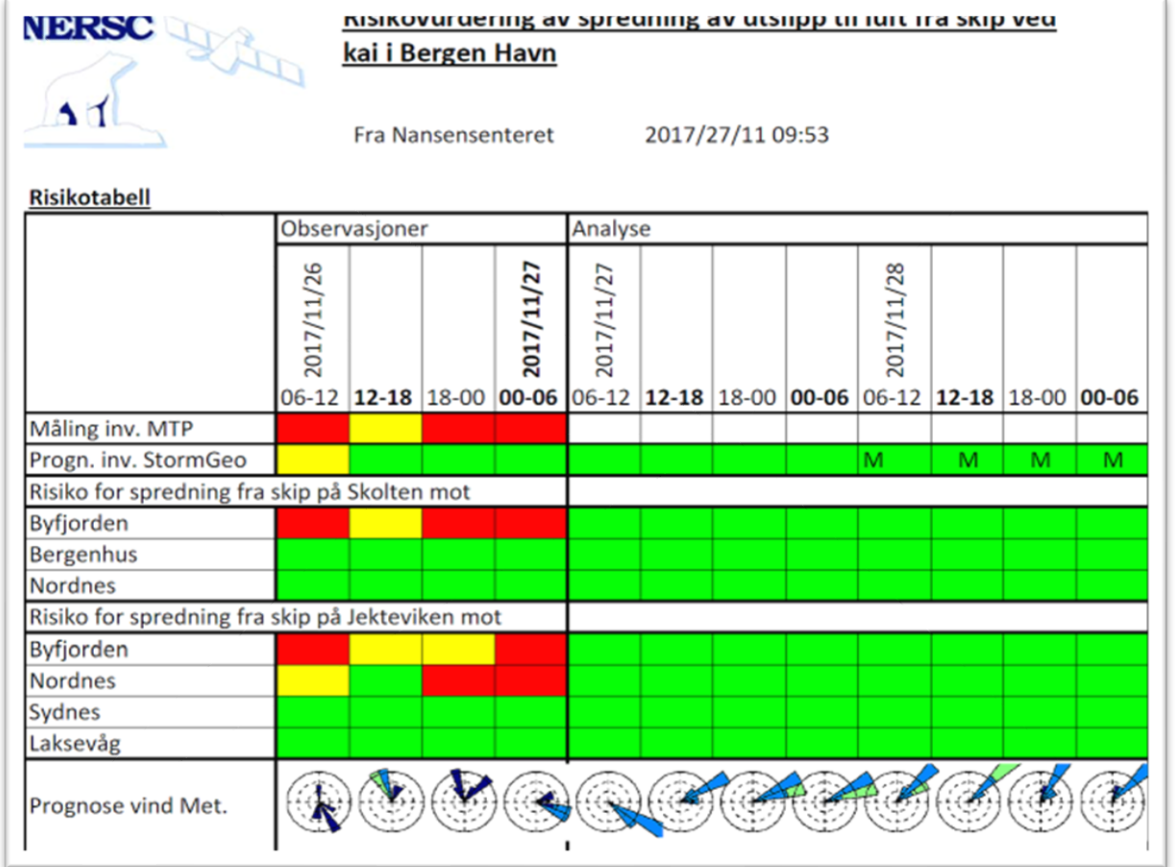 NERSC
Risikovurdering av spredning av utslipp til luft fra skip ved
kai i Bergen Havn
Fra Nansensenteret 2017/27/11 09:53
Risikotabell
Observasjoner Analyse
2017/11/26 2017/11/27 2017/11/27 2017/11/28
06-12 12-18 18-00 00-06 06-12 12-18 18-00 00-06 06-12 12-18 18-00 00-06
Måling inv. MTP
Progn. inv. StormGeo M M M M
Risiko for spredning fra skip på Skolten mot
Byfjorden
Bergenhus
Nordnes
Risiko for spredning fra skip på Jekteviken mot
Byfjorden
Nordnes
Sydnes
Laksevåg
Prognose vind Met.